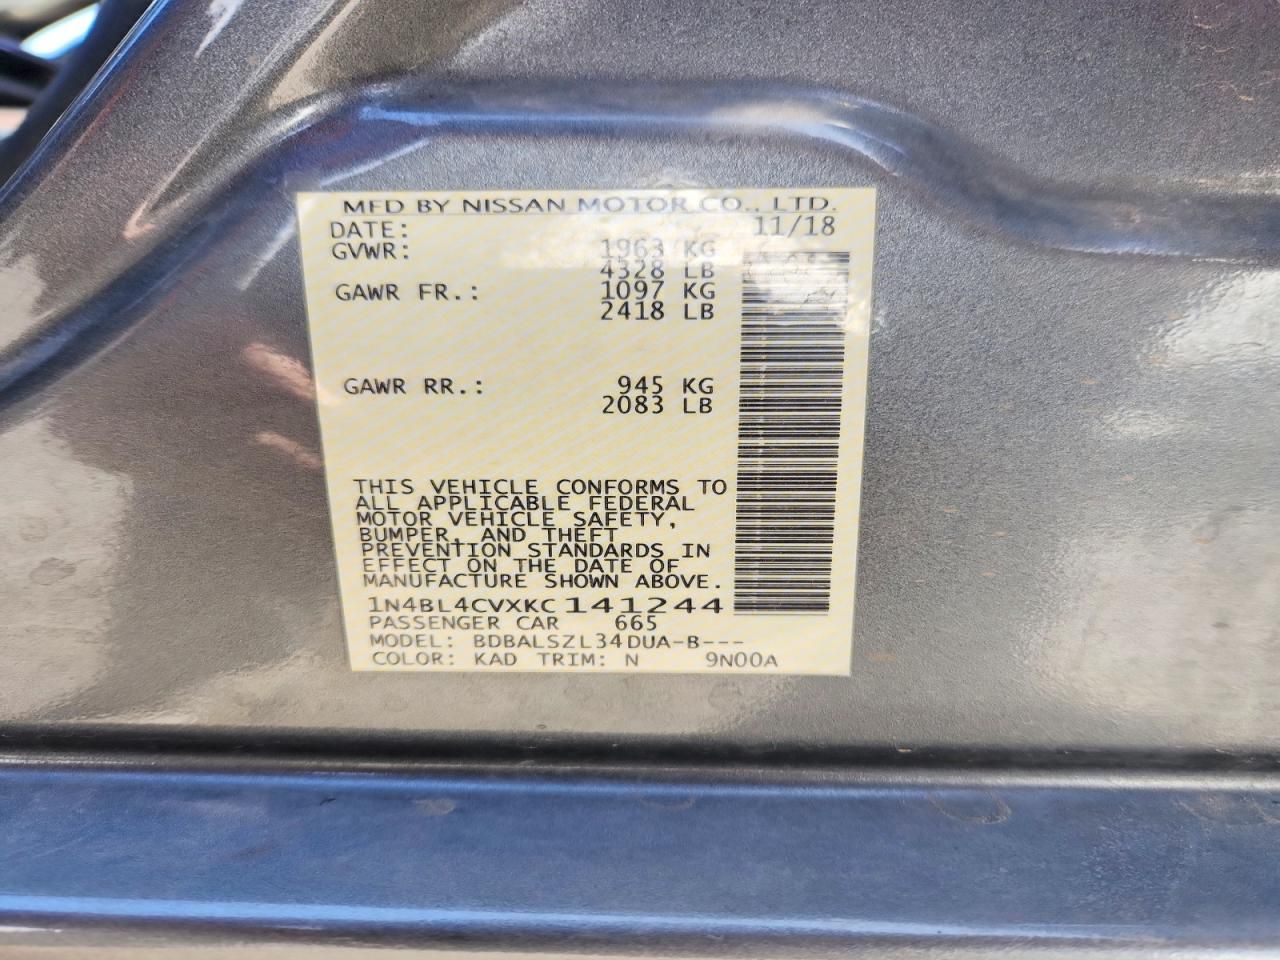 MFD BY NISSAN MOTOR CO., LTD.
DATE: 11/18
GVWR: 1963 KG
4328 LB
GAWR FR.: 1097 KG
2418 LB
GAWR RR.: 945 KG
2083 LB
THIS VEHICLE CONFORMS TO
ALL APPLICABLE FEDERAL
MOTOR VEHICLE SAFETY,
BUMPER, AND THEFT
PREVENTION STANDARDS IN
EFFECT ON THE DATE OF
MANUFACTURE SHOWN ABOVE.
1N4BL4CVXKC141244
PASSENGER CAR 665
MODEL: BDBALSZL34DUA-B---
COLOR: KAD TRIM: N 9N00A